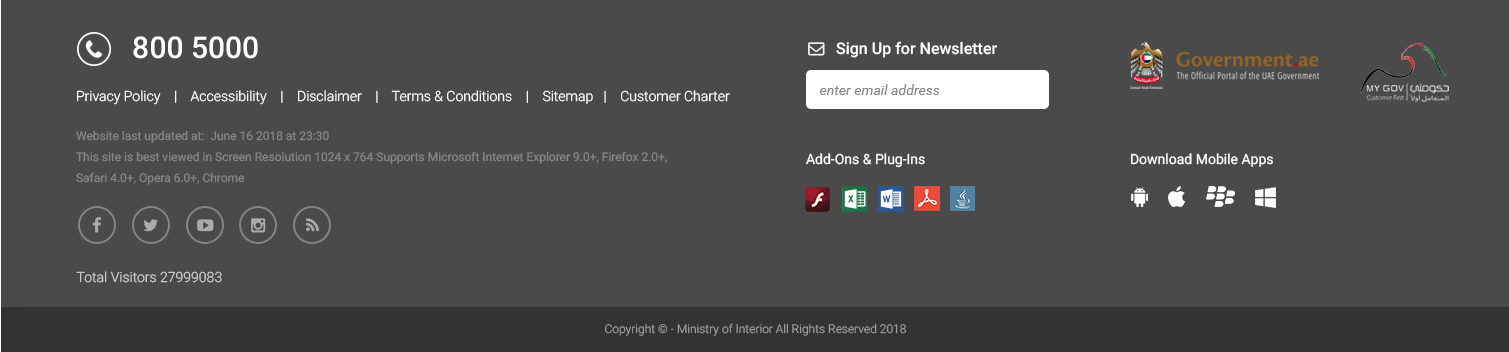 800 5000
Privacy Policy | Accessibility | Disclaimer | Terms & Conditions | Sitemap | Customer Charter
Website last updated at: June 16 2018 at 23:30
This site is best viewed in Screen Resolution 1024 x 764 Supports Microsoft Internet Explorer 9.0+, Firefox 2.0+,
Safari 4.0+, Opera 6.0+, Chrome
Total Visitors 27999083
Sign Up for Newsletter
enter email address
Add-Ons & Plug-Ins
Government.ae
The Official Portal of the UAE Government
MY GOV | حكومتي
Customer First | المتعامل أولاً
Download Mobile Apps
Copyright © - Ministry of Interior All Rights Reserved 2018